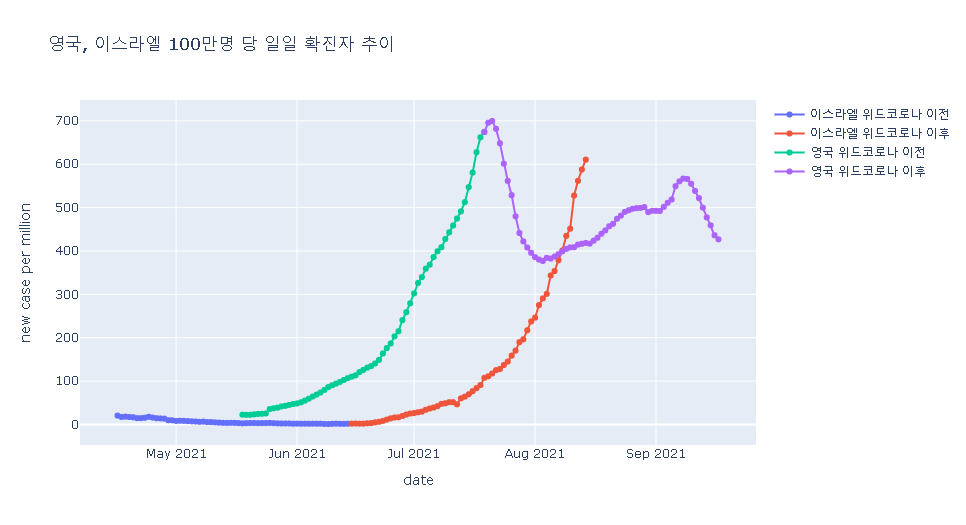 영국, 이스라엘 100만명 당 일일 확진자 추이
이스라엘 위드코로나 이전
이스라엘 위드코로나 이후
영국 위드코로나 이전
영국 위드코로나 이후
new case per million
700
600
500
400
300
200
100
0
May 2021
Jun 2021
Jul 2021
Aug 2021
Sep 2021
date